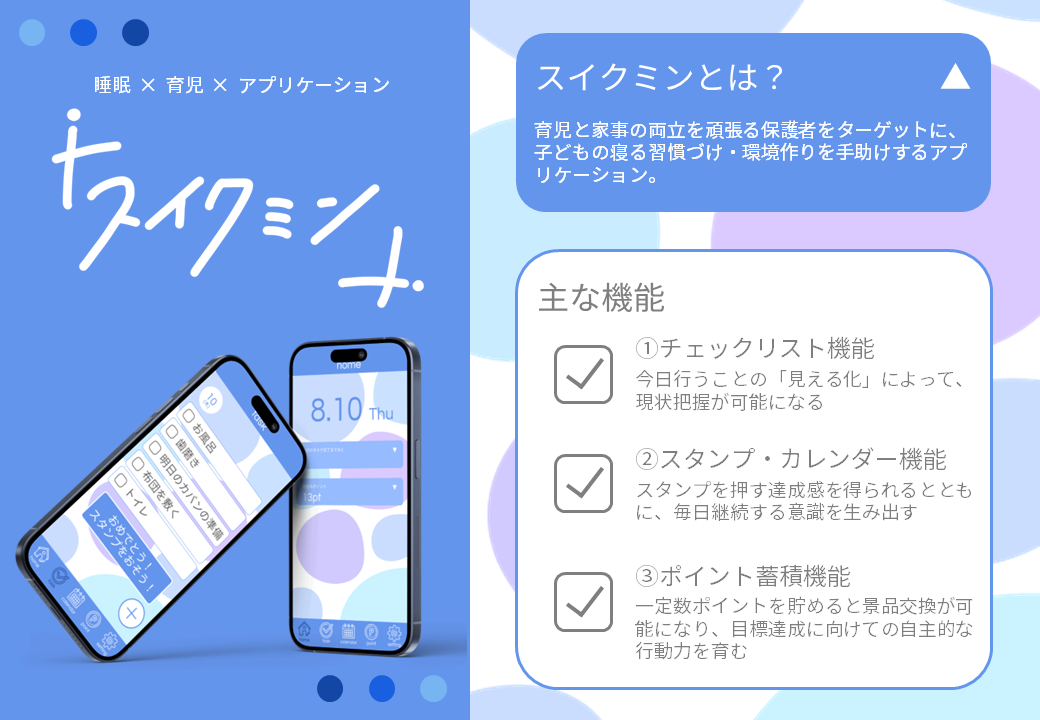 睡眠 × 育児 × アプリケーション
スイクミン
home
8.10 Thu
13pt
10
TASK
お風呂
歯磨き
明日のカバンの準備
布団を敷く
トイレ
おめでとう！
スタンプをおそう！
スイクミンとは？
育児と家事の両立を頑張る保護者をターゲットに、
子どもの寝る習慣づけ・環境作りを手助けするアプ
リケーション。
主な機能
①チェックリスト機能
今日行うことの「見える化」によって、
現状把握が可能になる
②スタンプ・カレンダー機能
スタンプを押す達成感を得られるととも
に、毎日継続する意識を生み出す
③ポイント蓄積機能
一定数ポイントを貯めると景品交換が可
能になり、目標達成に向けての自主的な
行動力を育む